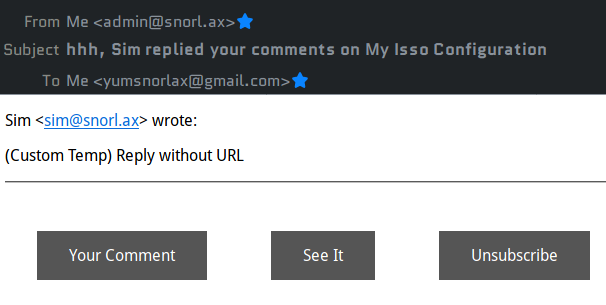 From Me <admin@snorl.ax>
Subject hhh, Sim replied your comments on My Isso Configuration
To Me <yumsnorlax@gmail.com>
Sim <sim@snorl.ax> wrote:
(Custom Temp) Reply without URL
Your Comment See It Unsubscribe